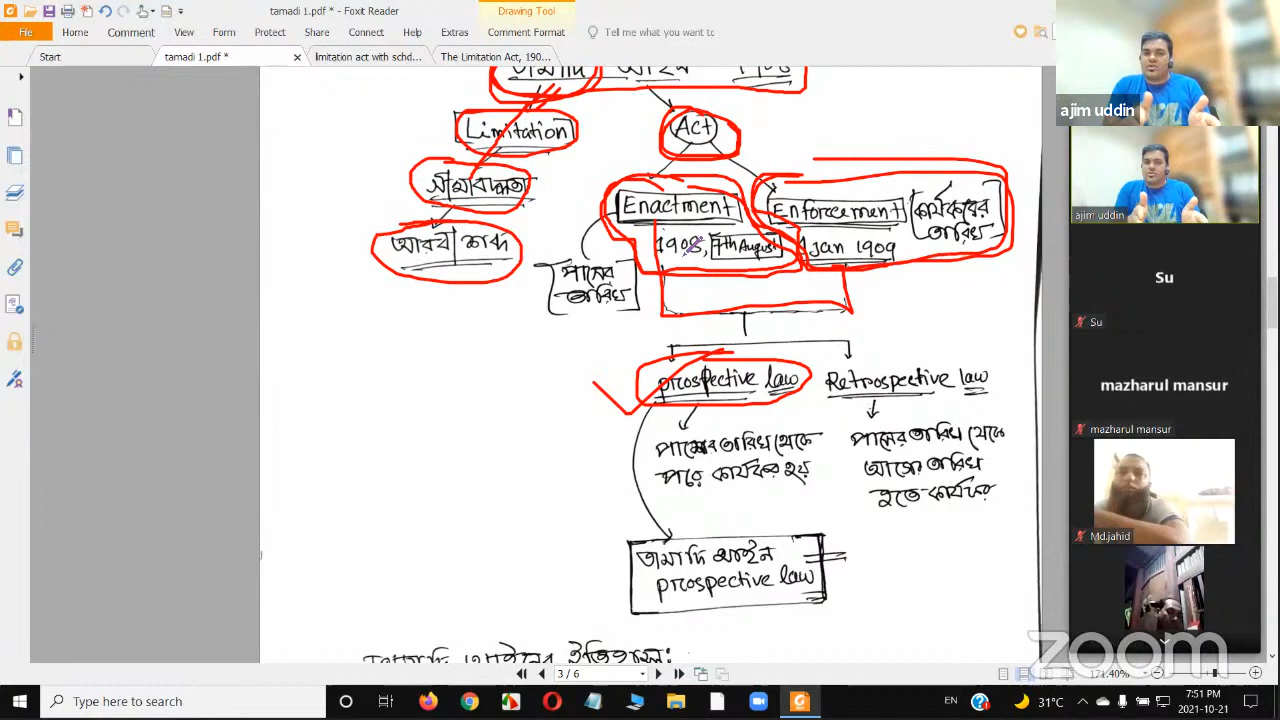 tamadi 1.pdf * - Foxit Reader
Drawing Tool
File Home Comment View Form Protect Share Connect Help Extras Comment Format Tell me what you want to
Start tamadi 1.pdf * limitation act with schd... The Limitation Act, 190...
তামাদি আইন
Limitation
Act
সীমাবদ্ধতা
আরবী শব্দ
Enactment
Enforcement
কার্যকরের
তারিখ
1908, 7th August
1 Jan 1909
পাসের
তারিখ
prospective law
Retrospective law
পাসের তারিখ থেকে
পরে কার্যকর হয়
পাসের তারিখ থেকে
আগের তারিখ
হতে কার্যকর
তামাদি আইন
prospective law
তামাদি আইনের ইতিহাস:
ajim uddin
ajim uddin
Su
Su
mazharul mansur
mazharul mansur
Md.jahid
zoom
3 / 6
171.40%
Type here to search
31°C
ENG
7:51 PM
2021-10-21